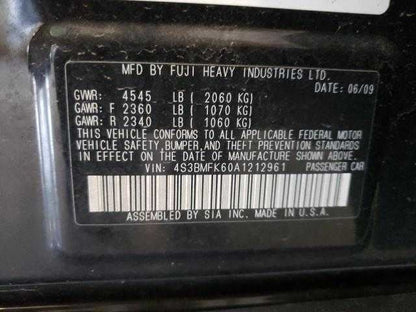 MFD BY FUJI HEAVY INDUSTRIES LTD.
DATE: 06/09
GVWR: 4545 LB ( 2060 KG)
GAWR: F 2360 LB ( 1070 KG)
GAWR: R 2340 LB ( 1060 KG)
THIS VEHICLE CONFORMS TO ALL APPLICABLE FEDERAL MOTOR
VEHICLE SAFETY,BUMPER,AND THEFT PREVENTION STANDARDS
IN EFFECT ON THE DATE OF MANUFACTURE SHOWN ABOVE.
VIN: 4S3BMFK60A1212961 PASSENGER CAR
ASSEMBLED BY SIA INC. MADE IN U.S.A.